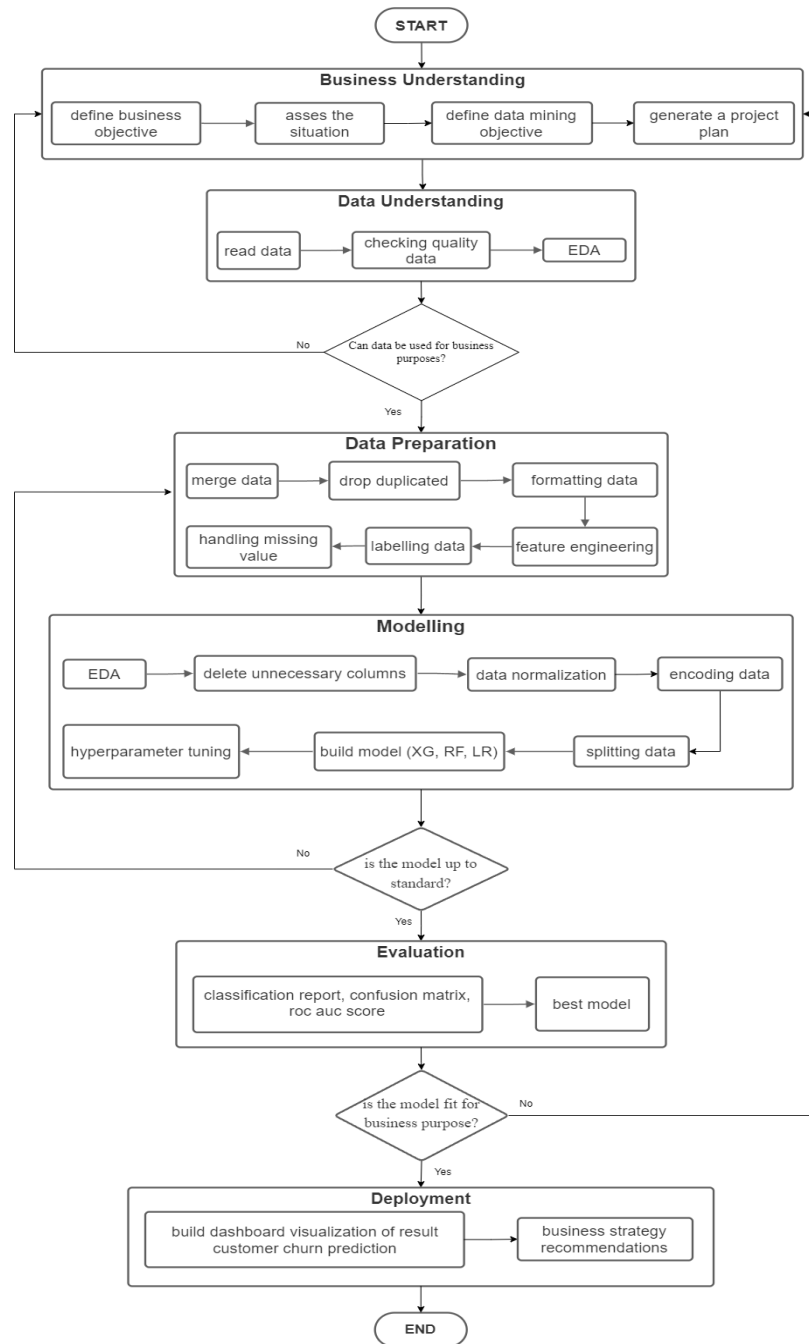 START
Business Understanding
define business
objective
asses the
situation
define data mining
objective
generate a project
plan
Data Understanding
read data
checking quality
data
EDA
Can data be used for business
purposes?
No
Yes
Data Preparation
merge data
drop duplicated
formatting data
handling missing
value
labelling data
feature engineering
Modelling
EDA
delete unnecessary columns
data normalization
encoding data
hyperparameter tuning
build model (XG, RF, LR)
splitting data
No
is the model up to
standard?
Yes
Evaluation
classification report, confusion matrix,
roc auc score
best model
is the model fit for
business purpose?
No
Yes
Deployment
build dashboard visualization of result
customer churn prediction
business strategy
recommendations
END